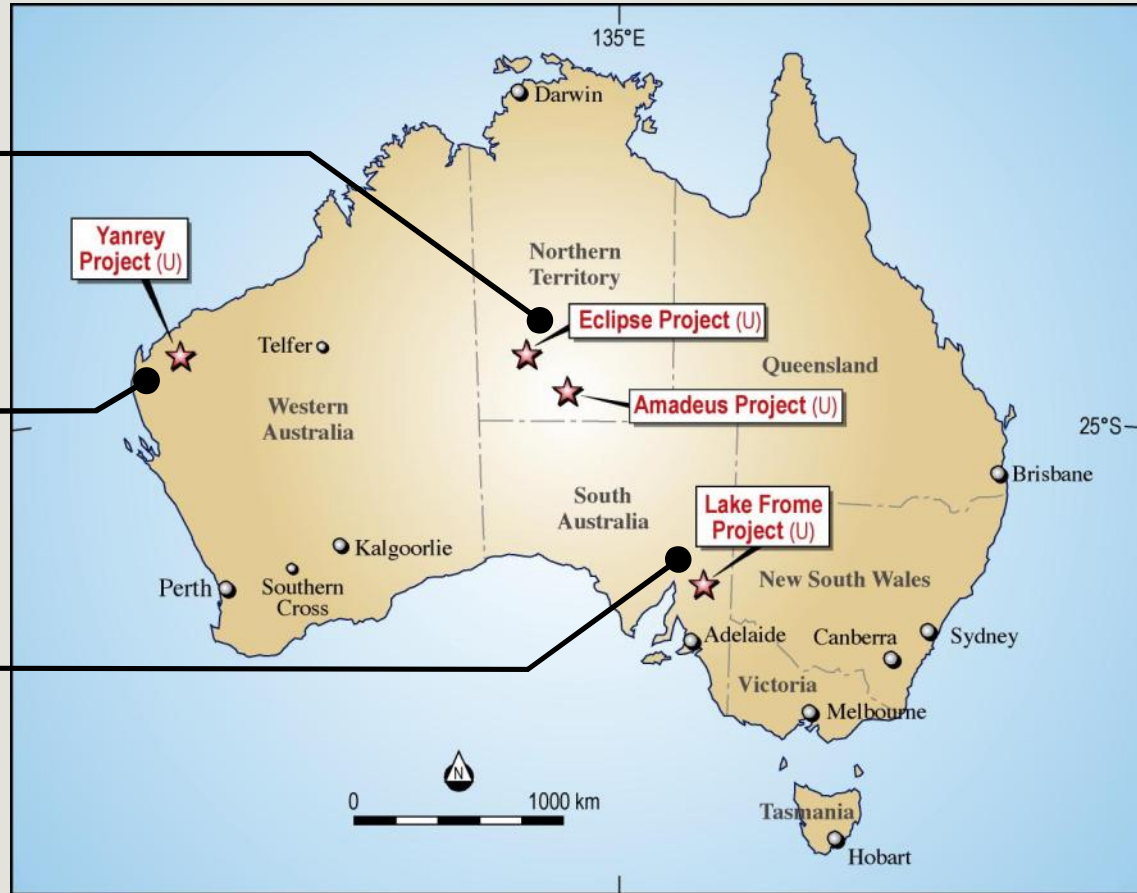 135°E
Darwin
Northern
Territory
Yanrey
Project (U)
Eclipse Project (U)
Telfer
Queensland
Western
Australia
Amadeus Project (U)
25°S
Brisbane
South
Australia
Lake Frome
Project (U)
Kalgoorlie
Perth
Southern
Cross
New South Wales
Adelaide
Canberra
Sydney
Victoria
Melbourne
N
0
1000 km
Tasmania
Hobart